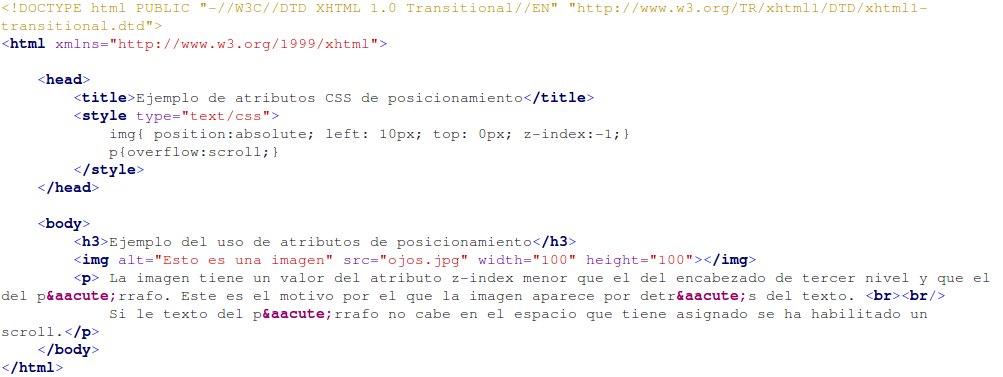 <!DOCTYPE html PUBLIC "-//W3C//DTD XHTML 1.0 Transitional//EN" "http://www.w3.org/TR/xhtml1/DTD/xhtml1-
transitional.dtd">
<html xmlns="http://www.w3.org/1999/xhtml">
<head>
<title>Ejemplo de atributos CSS de posicionamiento</title>
<style type="text/css">
img{ position:absolute; left: 10px; top: 0px; z-index:-1;}
p{overflow:scroll;}
</style>
</head>
<body>
<h3>Ejemplo del uso de atributos de posicionamiento</h3>
<img alt="Esto es una imagen" src="ojos.jpg" width="100" height="100"></img>
<p> La imagen tiene un valor del atributo z-index menor que el del encabezado de tercer nivel y que el
del p&aacute;rrafo. Este es el motivo por el que la imagen aparece por detr&aacute;s del texto. <br><br/>
Si le texto del p&aacute;rrafo no cabe en el espacio que tiene asignado se ha habilitado un
scroll.</p>
</body>
</html>